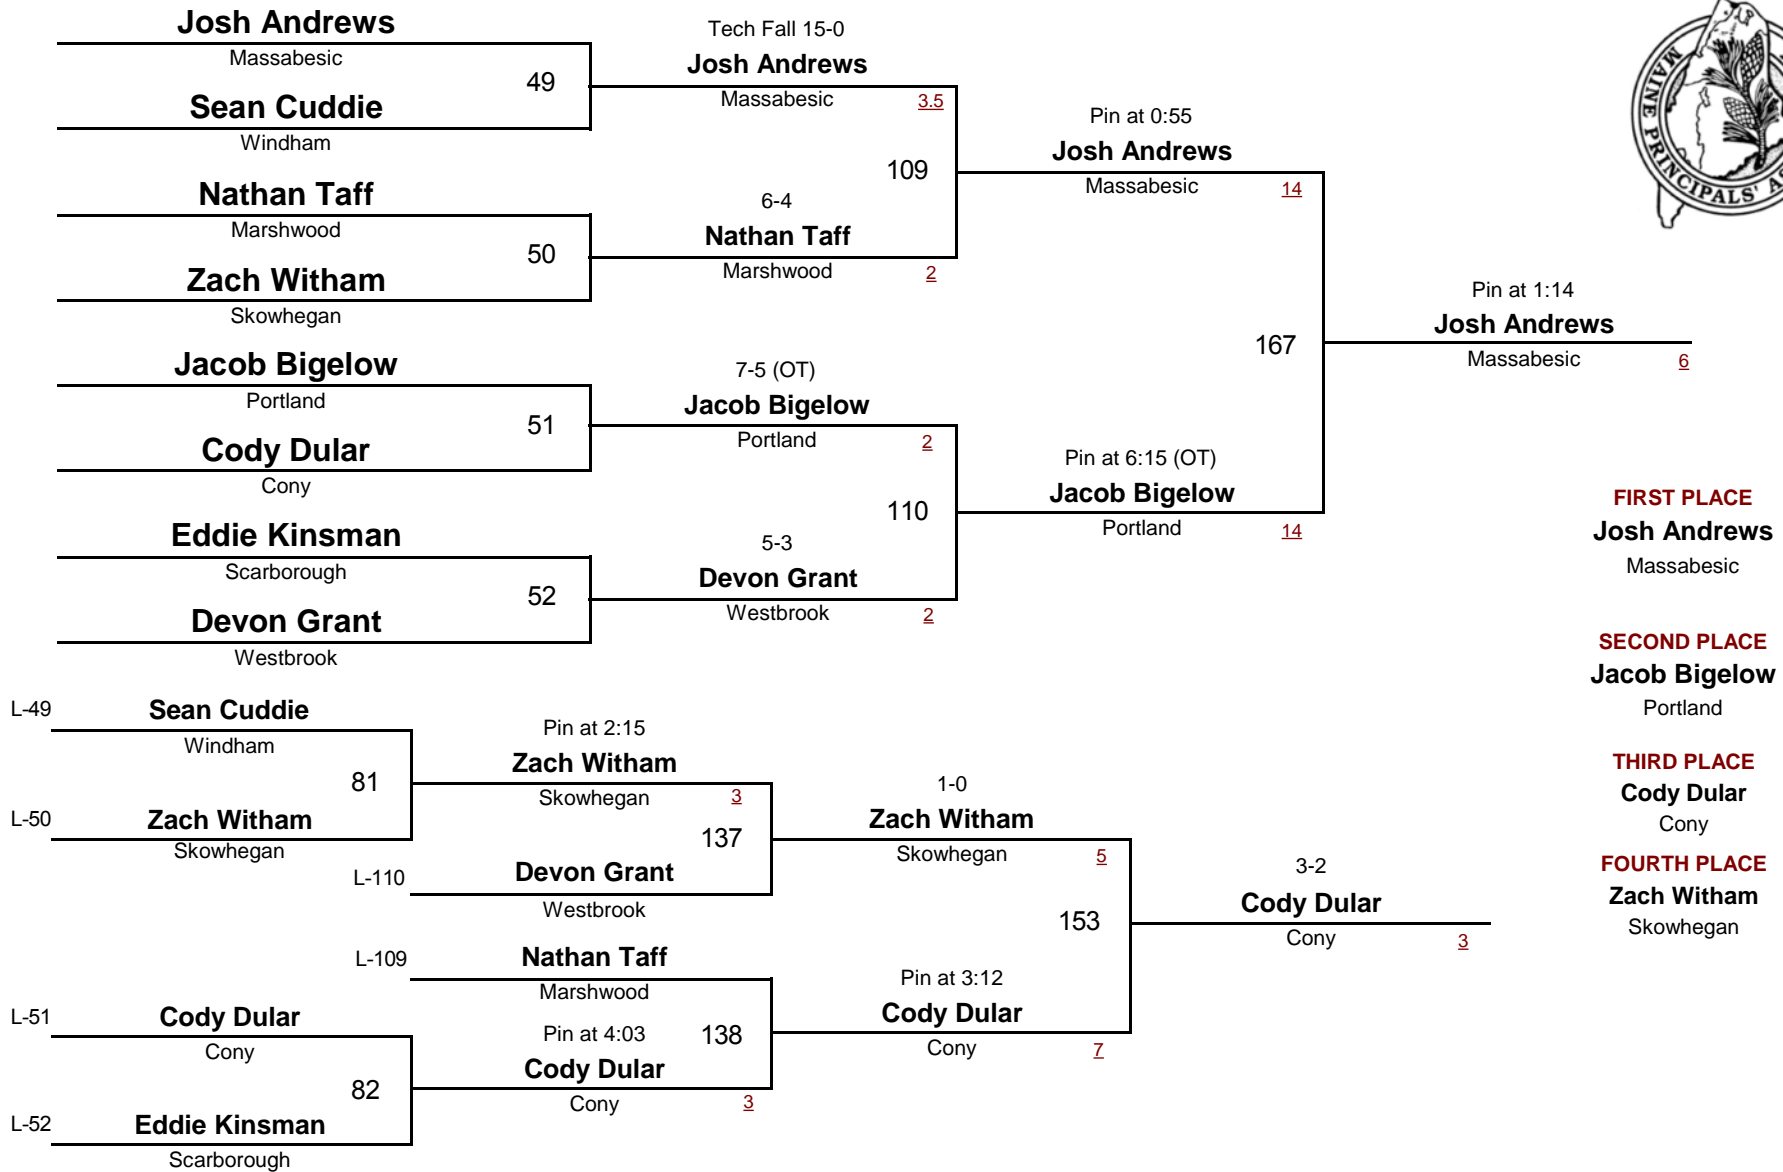 Josh Andrews
Massabesic
49
Sean Cuddie
Windham
Nathan Taff
Marshwood
50
Zach Witham
Skowhegan
Jacob Bigelow
Portland
51
Cody Dular
Cony
Eddie Kinsman
Scarborough
52
Devon Grant
Westbrook
Tech Fall 15-0
Josh Andrews
Massabesic 3.5
109
6-4
Nathan Taff
Marshwood 2
7-5 (OT)
Jacob Bigelow
Portland 2
110
5-3
Devon Grant
Westbrook 2
Pin at 0:55
Josh Andrews
Massabesic 14
167
Pin at 6:15 (OT)
Jacob Bigelow
Portland 14
Pin at 1:14
Josh Andrews
Massabesic 6
MAINE PRINCIPALS' AS
FIRST PLACE
Josh Andrews
Massabesic
SECOND PLACE
Jacob Bigelow
Portland
THIRD PLACE
Cody Dular
Cony
FOURTH PLACE
Zach Witham
Skowhegan
L-49 Sean Cuddie
Windham
81
L-50 Zach Witham
Skowhegan
L-51 Cody Dular
Cony
82
L-52 Eddie Kinsman
Scarborough
Pin at 2:15
Zach Witham
Skowhegan 3
137
L-110 Devon Grant
Westbrook
L-109 Nathan Taff
Marshwood
Pin at 4:03 138
Cody Dular
Cony 3
1-0
Zach Witham
Skowhegan 5
153
Pin at 3:12
Cody Dular
Cony 7
3-2
Cody Dular
Cony 3